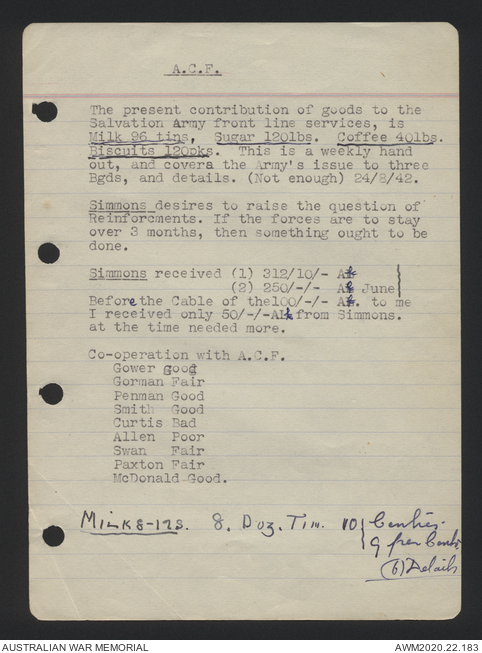 A.C.F.
The present contribution of goods to the
Salvation Army front line services, is
Milk 96 tins, Sugar 120lbs. Coffee 40lbs.
Biscuits 120pks. This is a weekly hand
out, and covera the Army's issue to three
Bgds, and details. (Not enough) 24/8/42.
Simmons desires to raise the question of
Reinforcments. If the forces are to stay
over 3 months, then something ought to be
done.
Simmons received (1) 312/10/- A£
(2) 250/-/- A£ June
Before the Cable of the100/-/- A£. to me
I received only 50/-/-A£ from Simmons.
at the time needed more.
Co-operation with A.C.F.
Gower good
Gorman Fair
Penman Good
Smith Good
Curtis Bad
Allen Poor
Swan Fair
Paxton Fair
McDonald Good.
MILKS-ITS. 8. Doz. Tin. 10 Centres.
9 per Centre
(6) Details
AUSTRALIAN WAR MEMORIAL
AWM2020.22.183